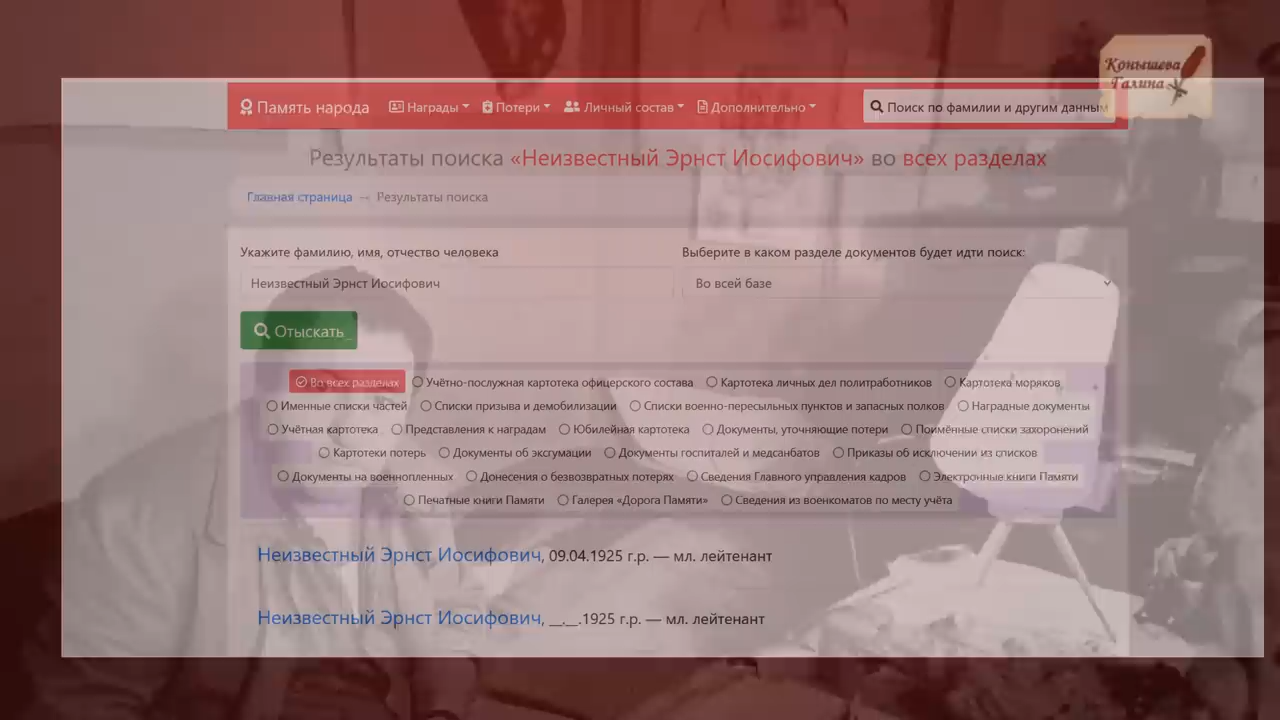 Конышева
Галина
Память народа Награды Потери Личный состав Дополнительно Поиск по фамилии и другим данным
Результаты поиска «Неизвестный Эрнст Иосифович» во всех разделах
Главная страница → Результаты поиска
Укажите фамилию, имя, отчество человека Выберите в каком разделе документов будет идти поиск:
Неизвестный Эрнст Иосифович Во всей базе
Отыскать
Во всех разделах Учётно-послужная картотека офицерского состава Картотека личных дел политработников Картотека моряков
Именные списки частей Списки призыва и демобилизации Списки военно-пересыльных пунктов и запасных полков Наградные документы
Учётная картотека Представления к наградам Юбилейная картотека Документы, уточняющие потери Поимённые списки захоронений
Картотеки потерь Документы об эксгумации Документы госпиталей и медсанбатов Приказы об исключении из списков
Документы на военнопленных Донесения о безвозвратных потерях Сведения Главного управления кадров Электронные книги Памяти
Печатные книги Памяти Галерея «Дорога Памяти» Сведения из военкоматов по месту учёта
Неизвестный Эрнст Иосифович, 09.04.1925 г.р. — мл. лейтенант
Неизвестный Эрнст Иосифович, __.__.1925 г.р. — мл. лейтенант